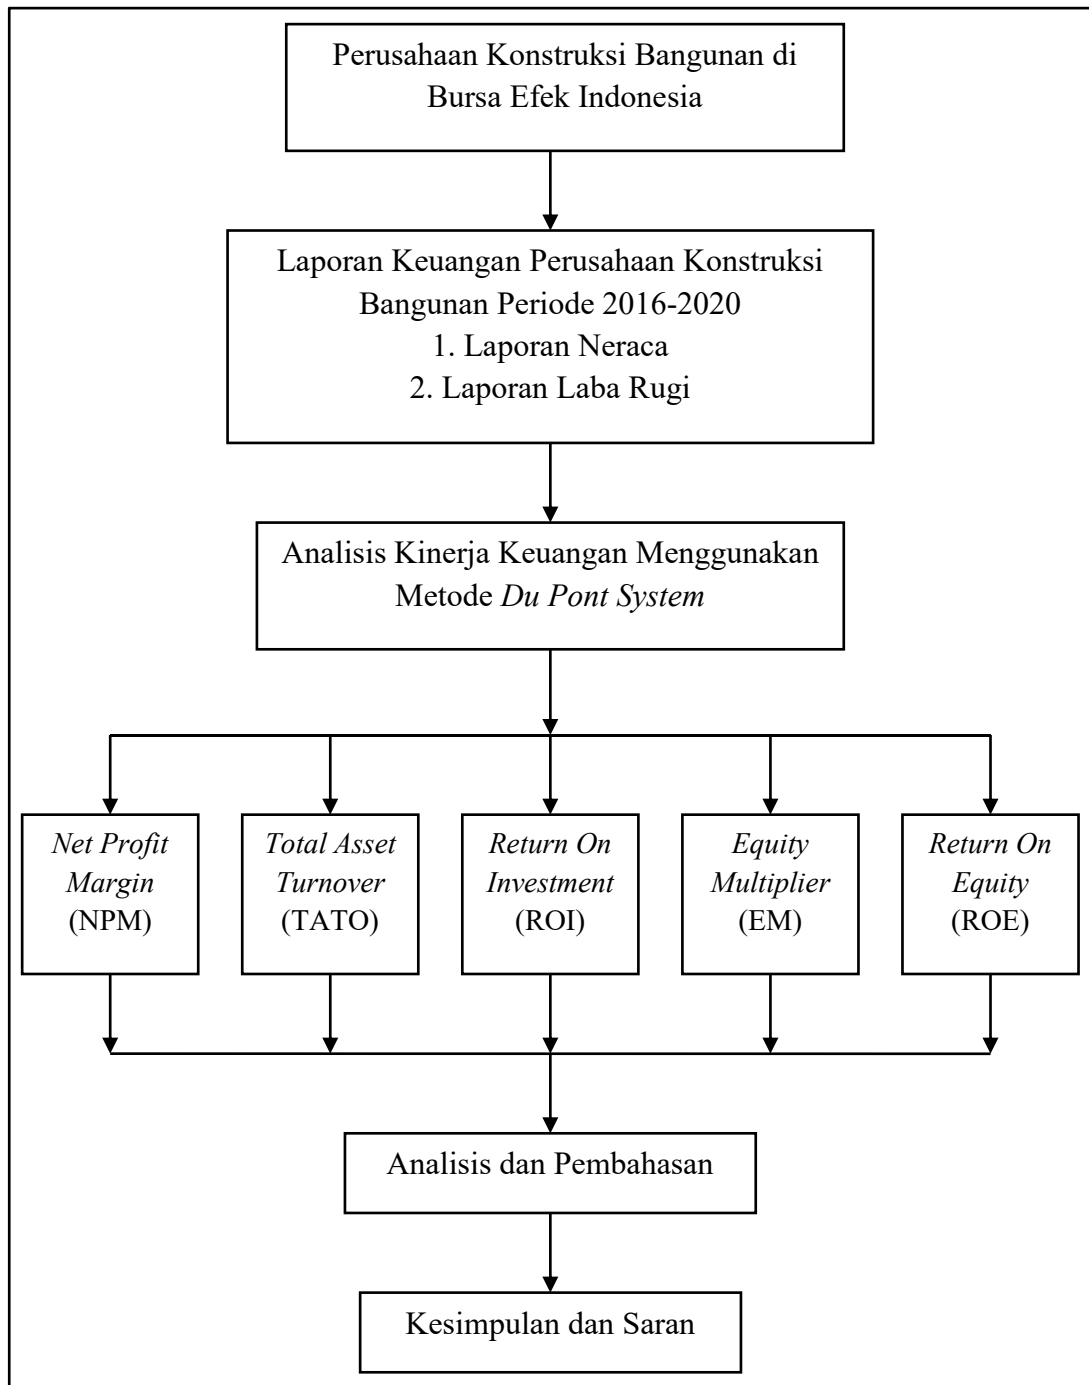 Perusahaan Konstruksi Bangunan di
Bursa Efek Indonesia
Laporan Keuangan Perusahaan Konstruksi
Bangunan Periode 2016-2020
1. Laporan Neraca
2. Laporan Laba Rugi
Analisis Kinerja Keuangan Menggunakan
Metode Du Pont System
Net Profit
Margin
(NPM)
Total Asset
Turnover
(TATO)
Return On
Investment
(ROI)
Equity
Multiplier
(EM)
Return On
Equity
(ROE)
Analisis dan Pembahasan
Kesimpulan dan Saran